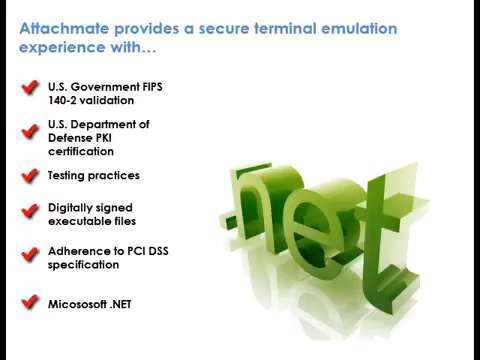 Attachmate provides a secure terminal emulation
experience with…
U.S. Government FIPS
140-2 validation
U.S. Department of
Defense PKI
certification
Testing practices
Digitally signed
executable files
Adherence to PCI DSS
specification
Micososoft .NET
.net